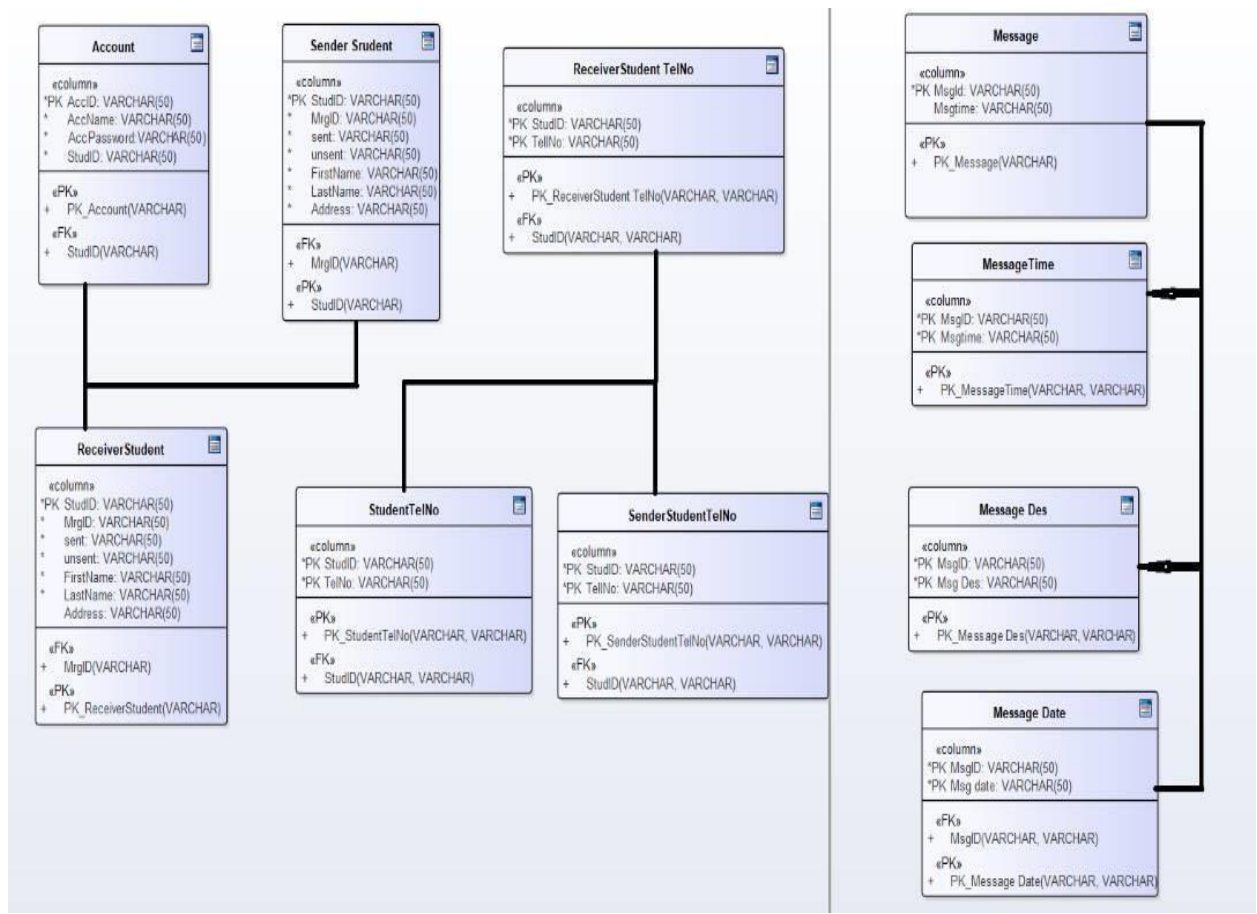 Account
«column»
*PK AccID: VARCHAR(50)
* AccName: VARCHAR(50)
* AccPassword:VARCHAR(50)
* StudID: VARCHAR(50)
«PK»
+ PK_Account(VARCHAR)
«FK»
+ StudID(VARCHAR)
Sender Srudent
«column»
*PK StudID: VARCHAR(50)
* MrgID: VARCHAR(50)
* sent: VARCHAR(50)
* unsent: VARCHAR(50)
* FirstName: VARCHAR(50)
* LastName: VARCHAR(50)
* Address: VARCHAR(50)
«FK»
+ MrgID(VARCHAR)
«PK»
+ StudID(VARCHAR)
ReceiverStudent TelNo
«column»
*PK StudID: VARCHAR(50)
*PK TellNo: VARCHAR(50)
«PK»
+ PK_ReceiverStudent TelNo(VARCHAR, VARCHAR)
«FK»
+ StudID(VARCHAR, VARCHAR)
Message
«column»
*PK MsgId: VARCHAR(50)
Msgtime: VARCHAR(50)
«PK»
+ PK_Message(VARCHAR)
MessageTime
«column»
*PK MsgID: VARCHAR(50)
*PK Msgtime: VARCHAR(50)
«PK»
+ PK_MessageTime(VARCHAR, VARCHAR)
ReceiverStudent
«column»
*PK StudID: VARCHAR(50)
* MrgID: VARCHAR(50)
* sent: VARCHAR(50)
* unsent: VARCHAR(50)
* FirstName: VARCHAR(50)
* LastName: VARCHAR(50)
Address: VARCHAR(50)
«FK»
+ MrgID(VARCHAR)
«PK»
+ PK_ReceiverStudent(VARCHAR)
StudentTelNo
«column»
*PK StudID: VARCHAR(50)
*PK TelNo: VARCHAR(50)
«PK»
+ PK_StudentTelNo(VARCHAR, VARCHAR)
«FK»
+ StudID(VARCHAR, VARCHAR)
SenderStudentTelNo
«column»
*PK StudID: VARCHAR(50)
*PK TellNo: VARCHAR(50)
«PK»
+ PK_SenderStudentTelNo(VARCHAR, VARCHAR)
«FK»
+ StudID(VARCHAR, VARCHAR)
Message Des
«column»
*PK MsgID: VARCHAR(50)
*PK Msg Des: VARCHAR(50)
«PK»
+ PK_Message Des(VARCHAR, VARCHAR)
Message Date
«column»
*PK MsgID: VARCHAR(50)
*PK Msg date: VARCHAR(50)
«FK»
+ MsgID(VARCHAR, VARCHAR)
«PK»
+ PK_Message Date(VARCHAR, VARCHAR)